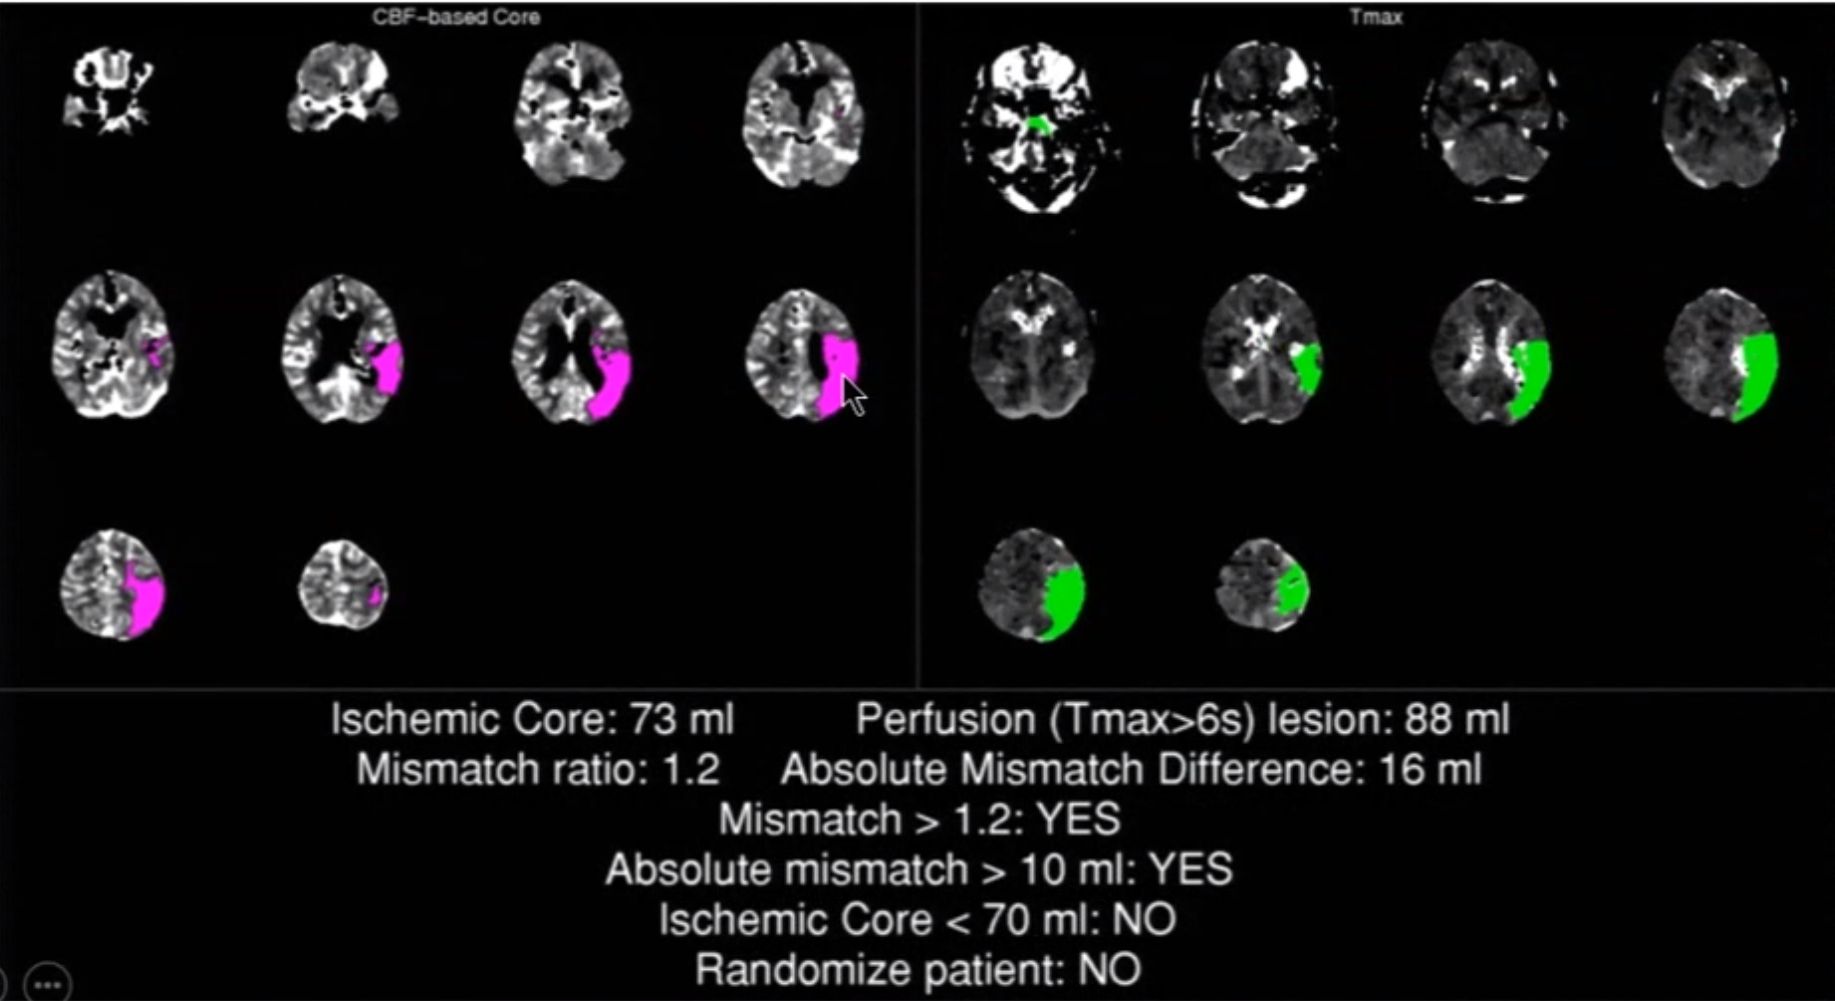 CBF-based Core
Tmax
Ischemic Core: 73 ml Perfusion (Tmax>6s) lesion: 88 ml
Mismatch ratio: 1.2 Absolute Mismatch Difference: 16 ml
Mismatch > 1.2: YES
Absolute mismatch > 10 ml: YES
Ischemic Core < 70 ml: NO
Randomize patient: NO